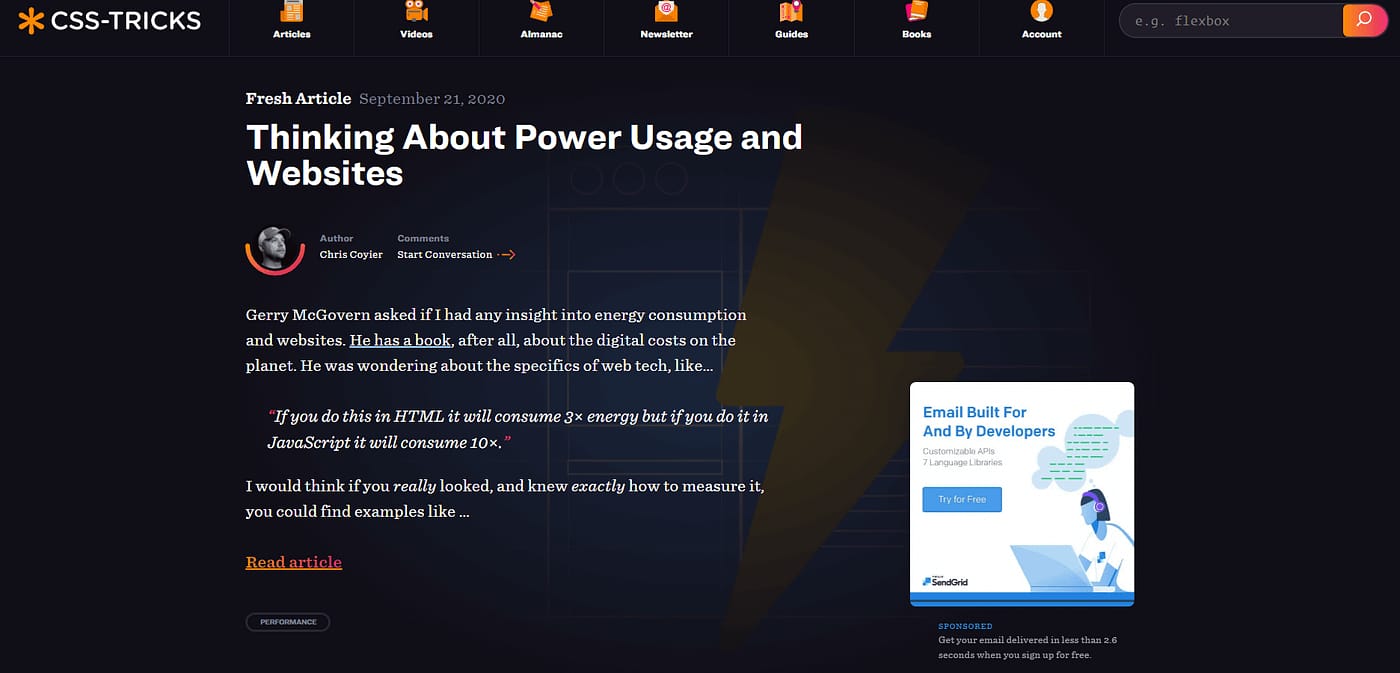 CSS-TRICKS
Articles
Videos
Almanac
Newsletter
Guides
Books
Account
e.g. flexbox
Fresh Article September 21, 2020
Thinking About Power Usage and
Websites
Author
Chris Coyier
Comments
Start Conversation
Gerry McGovern asked if I had any insight into energy consumption
and websites. He has a book, after all, about the digital costs on the
planet. He was wondering about the specifics of web tech, like...
“If you do this in HTML it will consume 3× energy but if you do it in
JavaScript it will consume 10×.”
I would think if you really looked, and knew exactly how to measure it,
you could find examples like ...
Read article
PERFORMANCE
Email Built For
And By Developers
Customizable APIs
7 Language Libraries
Try for Free
SendGrid
SPONSORED
Get your email delivered in less than 2.6
seconds when you sign up for free.